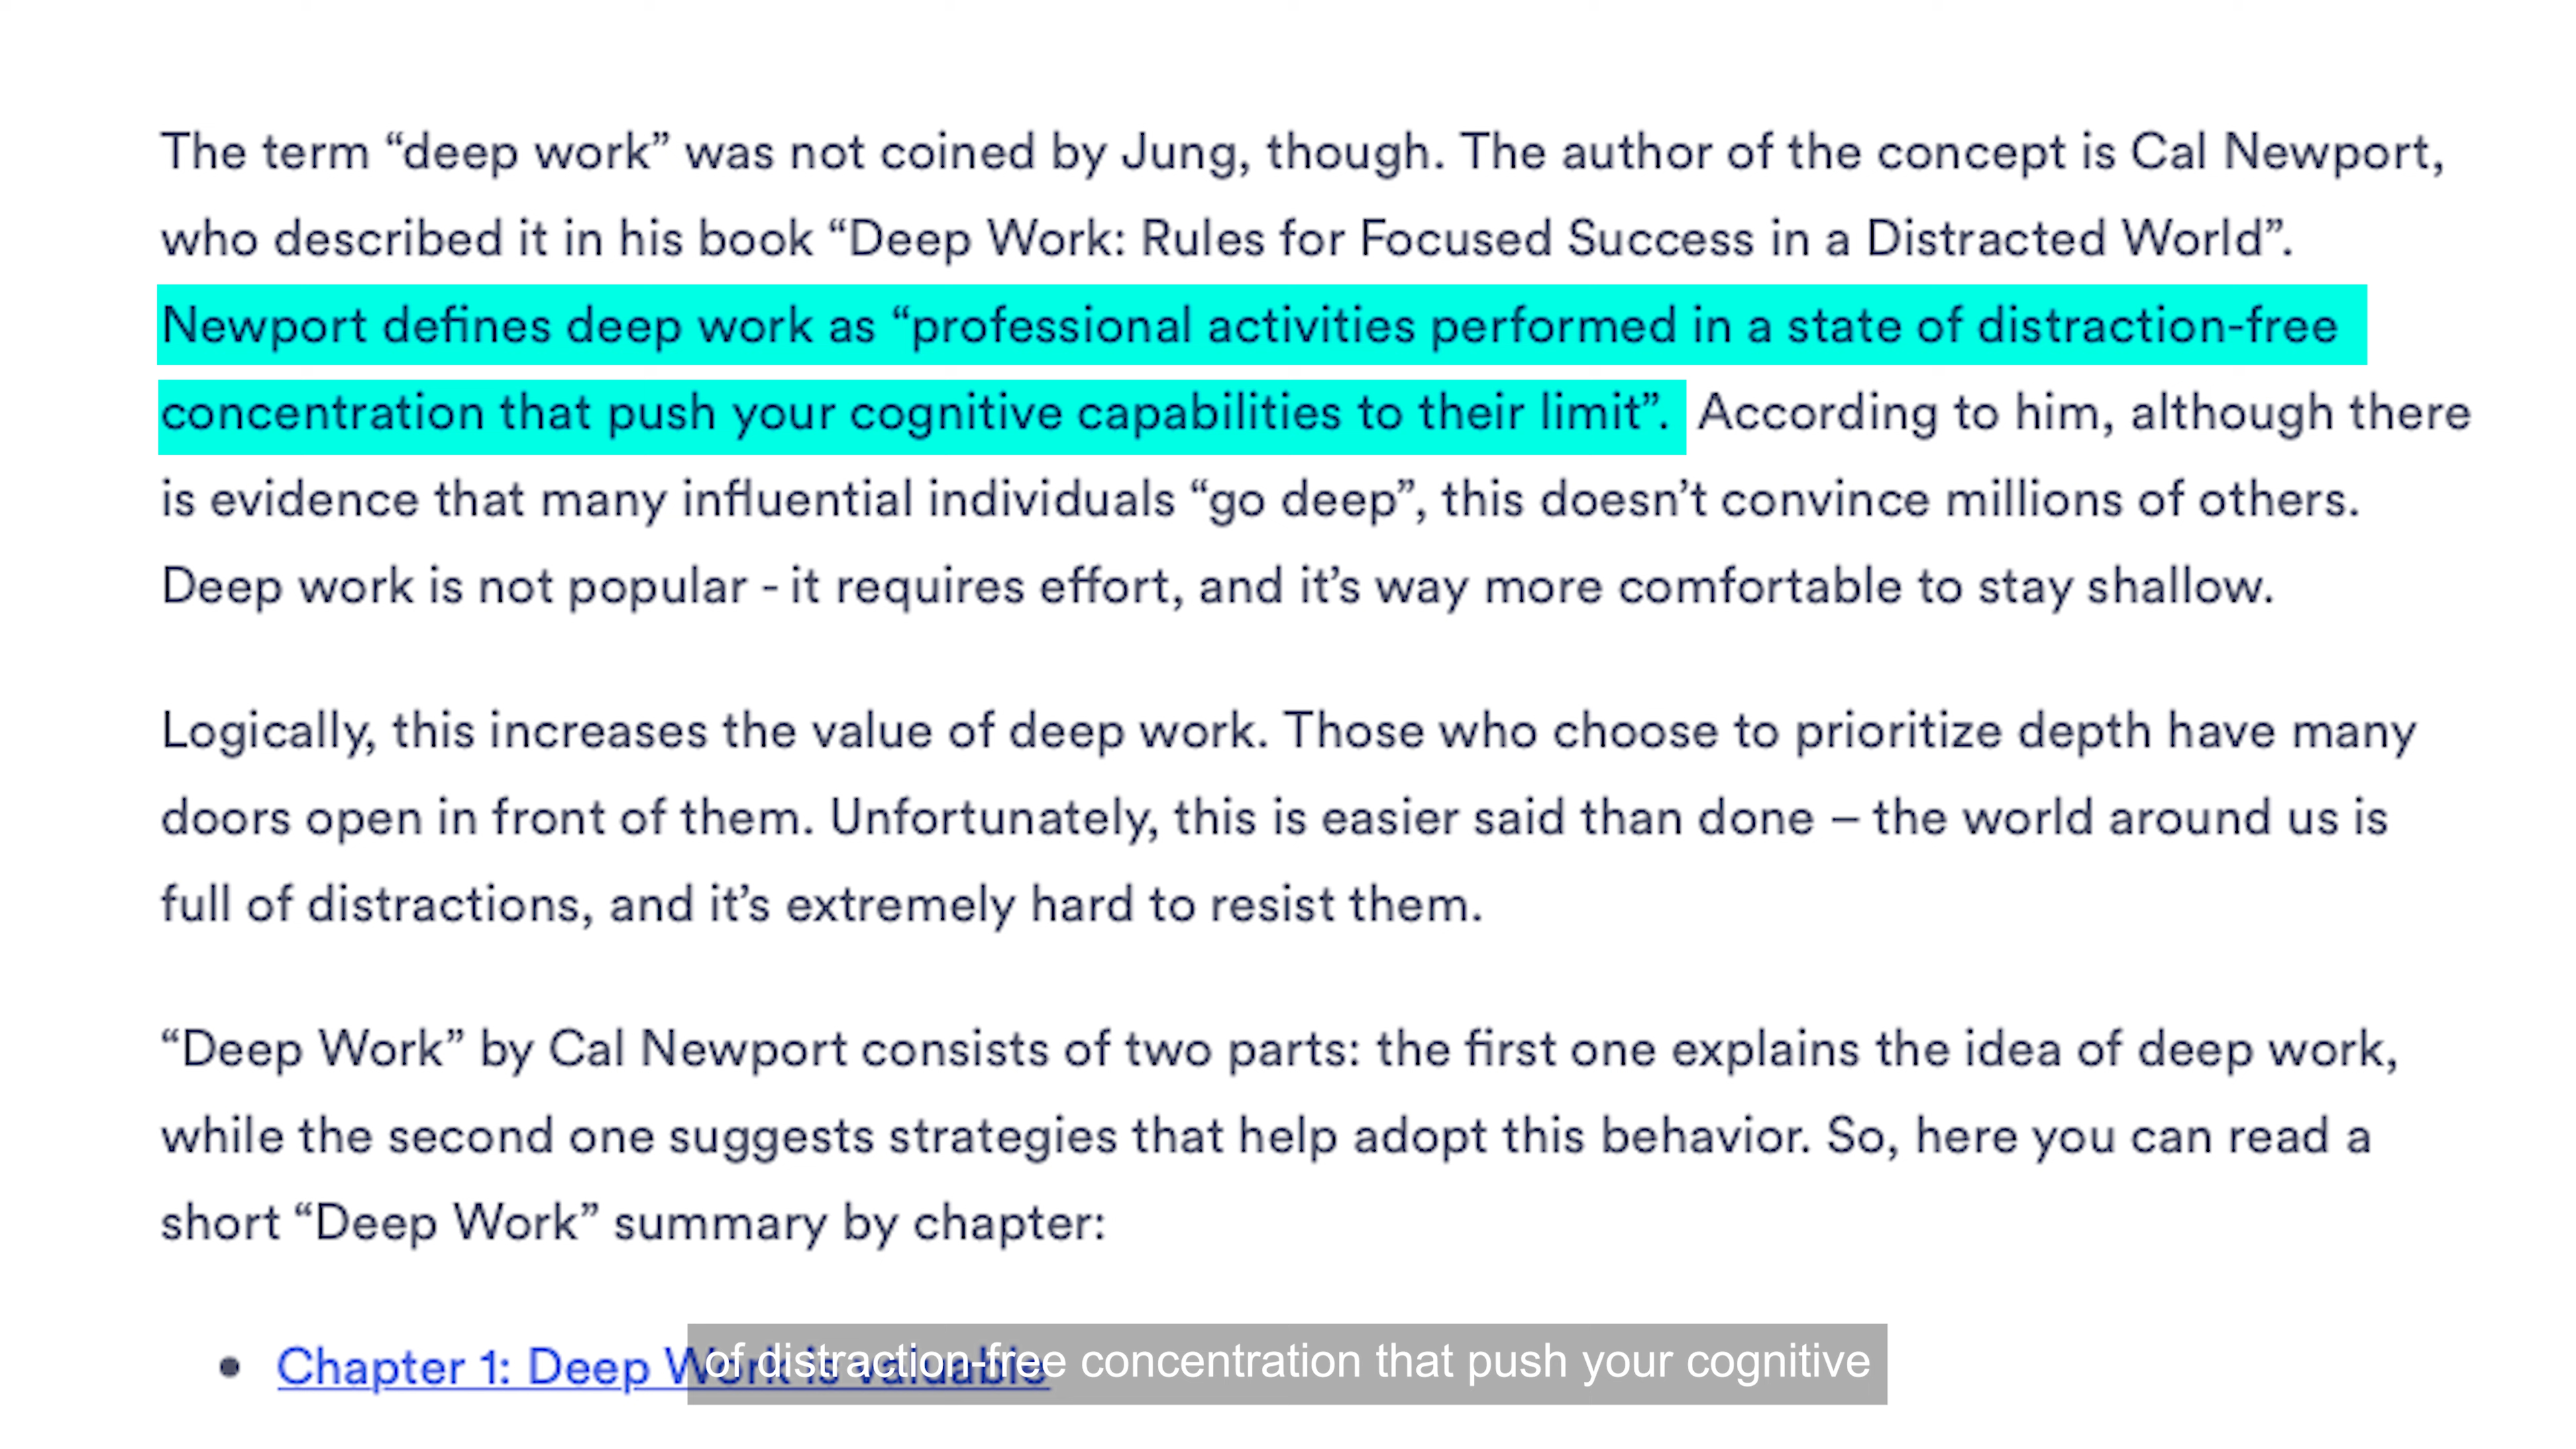 The term “deep work” was not coined by Jung, though. The author of the concept is Cal Newport,
who described it in his book “Deep Work: Rules for Focused Success in a Distracted World”.
Newport defines deep work as “professional activities performed in a state of distraction-free
concentration that push your cognitive capabilities to their limit”. According to him, although there
is evidence that many influential individuals “go deep”, this doesn’t convince millions of others.
Deep work is not popular - it requires effort, and it’s way more comfortable to stay shallow.
Logically, this increases the value of deep work. Those who choose to prioritize depth have many
doors open in front of them. Unfortunately, this is easier said than done – the world around us is
full of distractions, and it’s extremely hard to resist them.
“Deep Work” by Cal Newport consists of two parts: the first one explains the idea of deep work,
while the second one suggests strategies that help adopt this behavior. So, here you can read a
short “Deep Work” summary by chapter:
• Chapter 1: Deep Work is valuable
of distraction-free concentration that push your cognitive